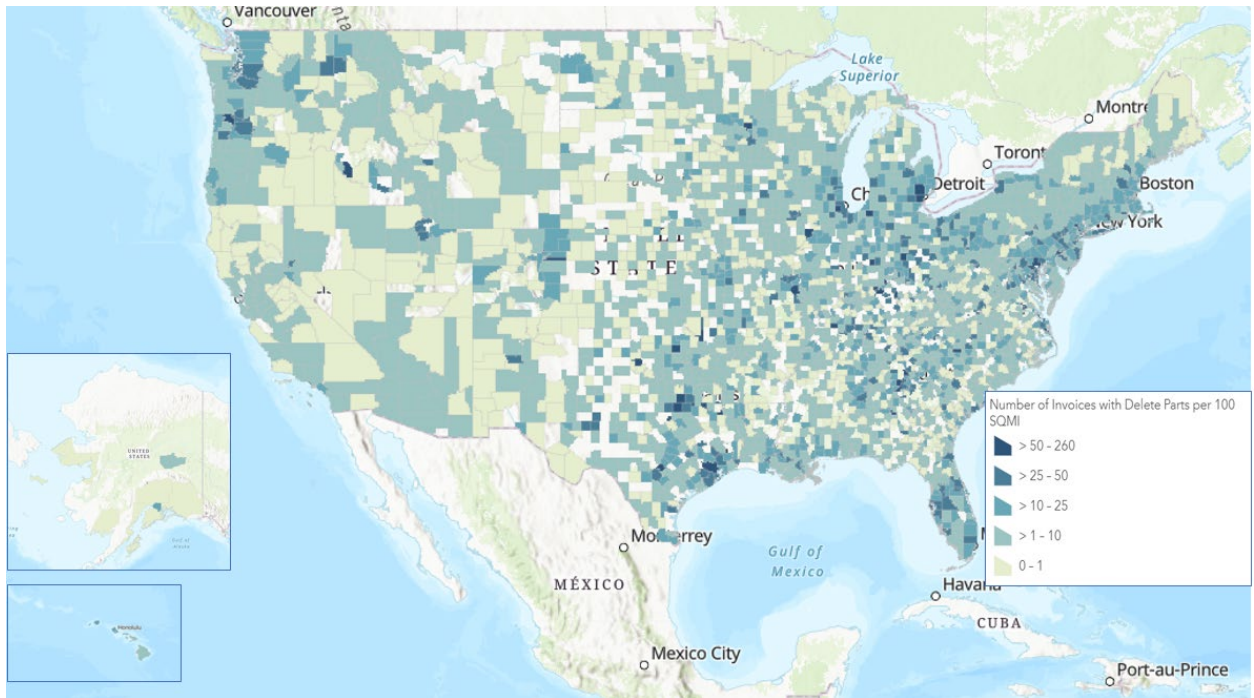 Vancouver
Lake
Superior
Montre
Toront
Detroit
Boston
Ch
New York
STATE
UNITED
STATES
Number of Invoices with Delete Parts per 100
SQMI
> 50 - 260
> 25 - 50
> 10 - 25
> 1 - 10
0 - 1
Monterrey
Gulf of
Mexico
MÉXICO
Havana
CUBA
Honolulu
Mexico City
Port-au-Prince